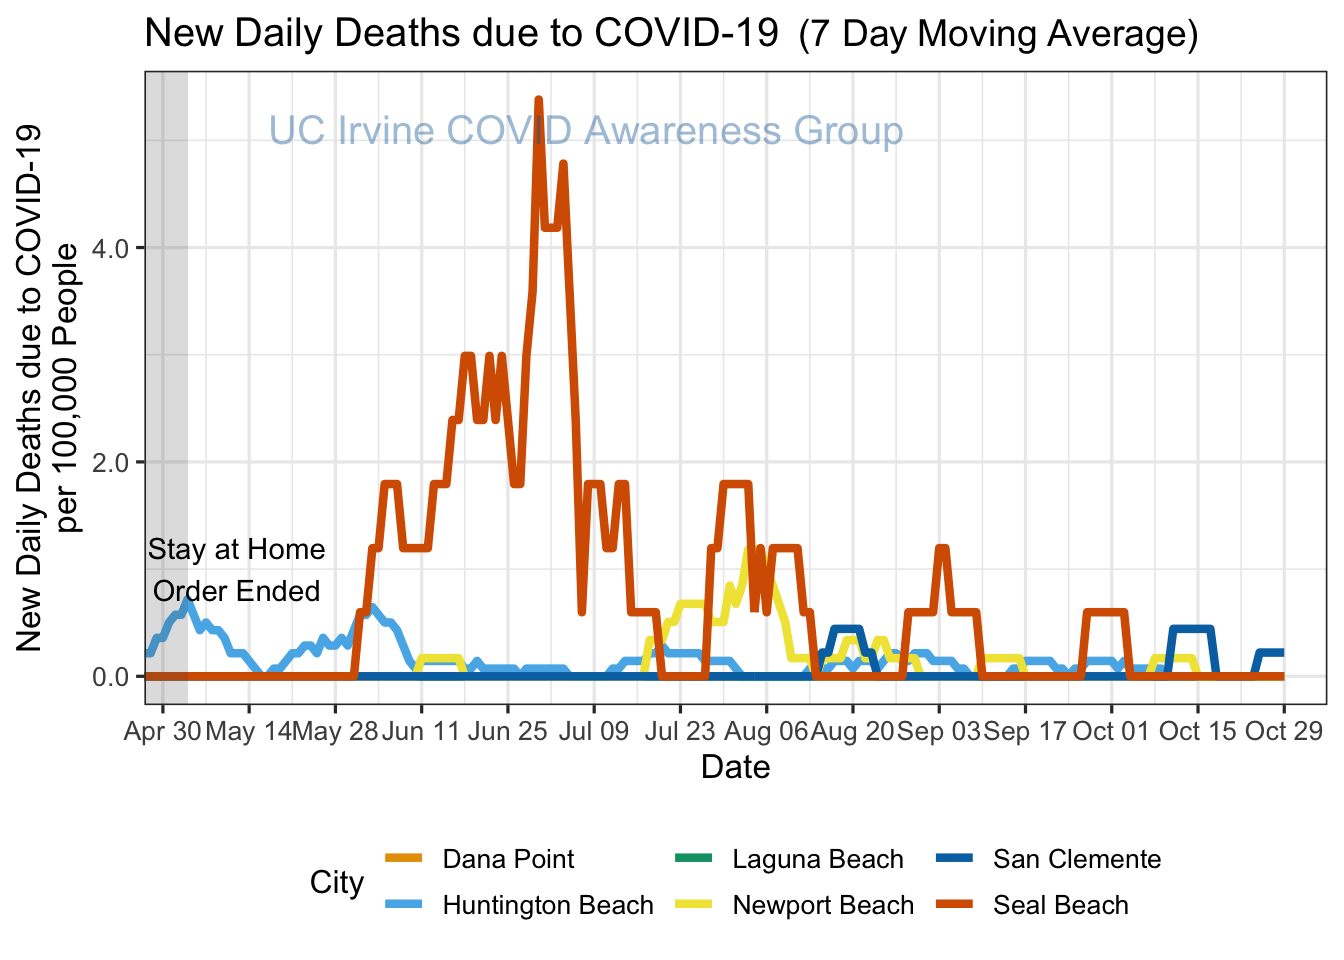 New Daily Deaths due to COVID-19 (7 Day Moving Average)
UC Irvine COVID Awareness Group
New Daily Deaths due to COVID-19
per 100,000 People
4.0
2.0
0.0
Stay at Home
Order Ended
Apr 30 May 14 May 28 Jun 11 Jun 25 Jul 09 Jul 23 Aug 06 Aug 20 Sep 03 Sep 17 Oct 01 Oct 15 Oct 29
Date
City
Dana Point Laguna Beach San Clemente
Huntington Beach Newport Beach Seal Beach